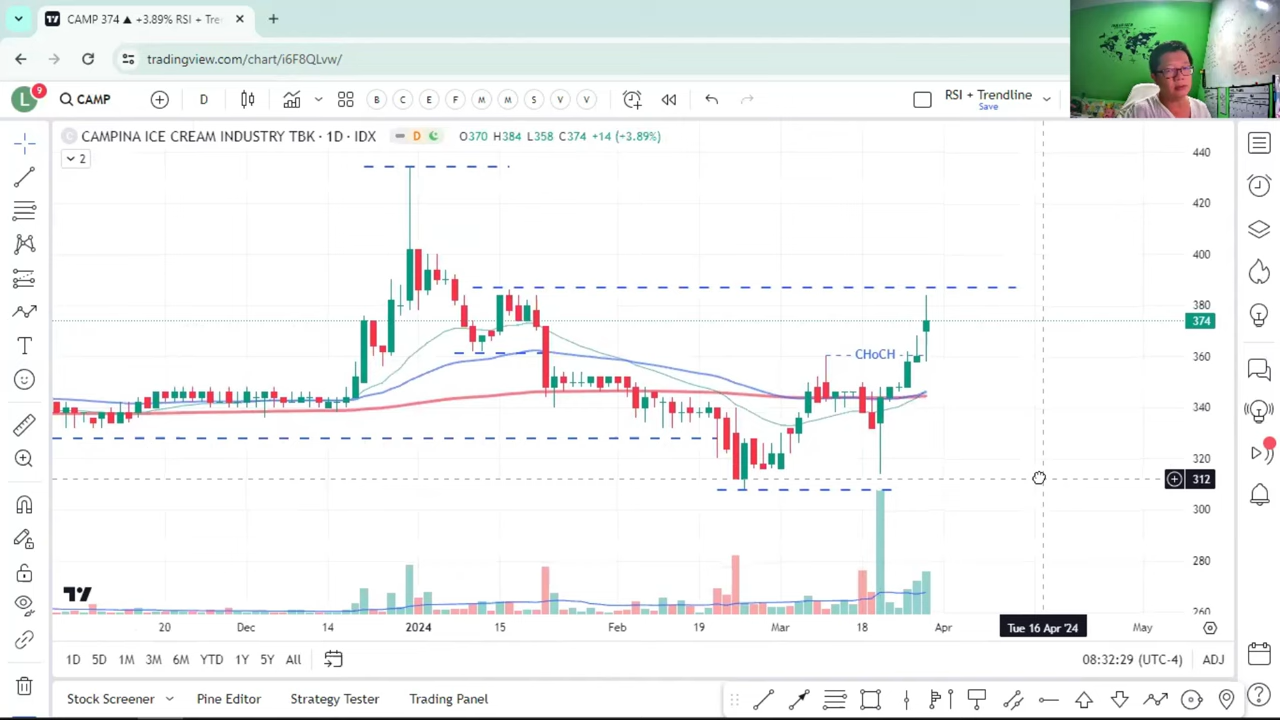 CAMP 374 ▲ +3.89% RSI + Tre
tradingview.com/chart/i6F8QLvw/
L 9
CAMP
D
B C E F M M S V V
RSI + Trendline
Save
CAMPINA ICE CREAM INDUSTRY TBK · 1D · IDX
D
O370 H384 L358 C374 +14 (+3.89%)
2
440
420
400
380
374
360
CHoCH
340
320
312
300
280
260
20 Dec 14 2024 15 Feb 19 Mar 18 Apr Tue 16 Apr '24 May
1D 5D 1M 3M 6M YTD 1Y 5Y All
08:32:29 (UTC-4) ADJ
Stock Screener Pine Editor Strategy Tester Trading Panel